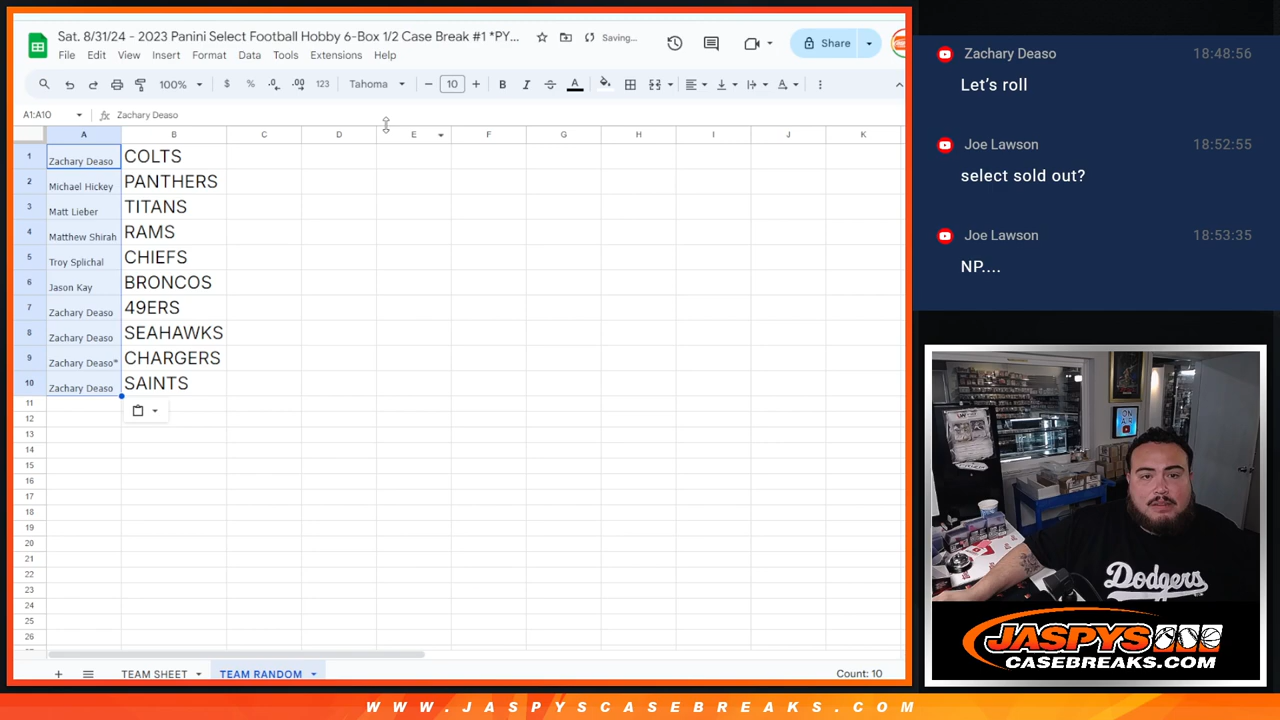 Sat. 8/31/24 - 2023 Panini Select Football Hobby 6-Box 1/2 Case Break #1 *PY...
Saving...
Share
File Edit View Insert Format Data Tools Extensions Help
100% $ % .0 .00 123 Tahoma 10 B I A
A1:A10 fx Zachary Deaso
A B C D E F G H I J K
1 Zachary Deaso COLTS
2 Michael Hickey PANTHERS
3 Matt Lieber TITANS
4 Matthew Shirah RAMS
5 Troy Splichal CHIEFS
6 Jason Kay BRONCOS
7 Zachary Deaso 49ERS
8 Zachary Deaso SEAHAWKS
9 Zachary Deaso* CHARGERS
10 Zachary Deaso SAINTS
11
12
13
14
15
16
17
18
19
20
21
22
23
24
25
26
TEAM SHEET TEAM RANDOM Count: 10
Zachary Deaso 18:48:56
Let’s roll
Joe Lawson 18:52:55
select sold out?
Joe Lawson 18:53:35
NP....
ON AIR
Dodgers
JASPYS
CASEBREAKS.COM
WWW.JASPYSCASEBREAKS.COM